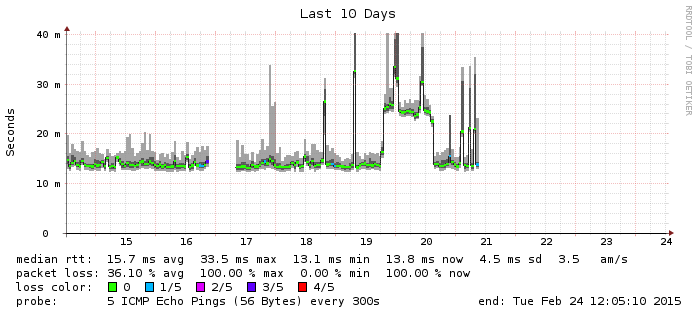 Last 10 Days
RRDTOOL / TOBI OETIKER
Seconds
40 m
30 m
20 m
10 m
0
15 16 17 18 19 20 21 22 23 24
median rtt: 15.7 ms avg 33.5 ms max 13.1 ms min 13.8 ms now 4.5 ms sd 3.5 am/s
packet loss: 36.10 % avg 100.00 % max 0.00 % min 100.00 % now
loss color: 0 1/5 2/5 3/5 4/5
probe: 5 ICMP Echo Pings (56 Bytes) every 300s end: Tue Feb 24 12:05:10 2015